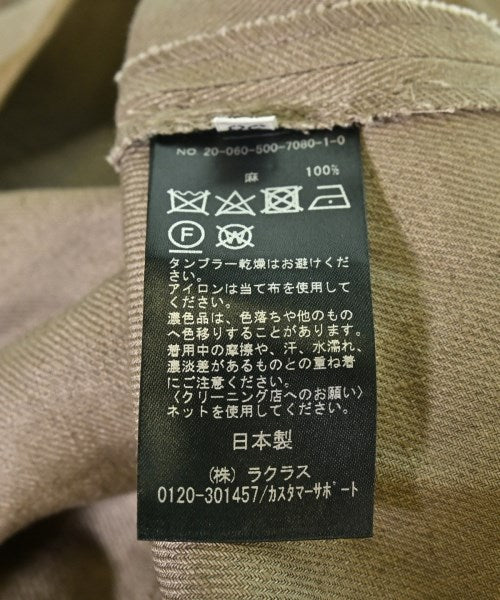 NO 20-060-500-7080-1-0
麻 100%
F W
タンブラー乾燥はお避けくだ
さい。
アイロンは当て布を使用して
ください。
濃色品は、色落ちや他のもの
へ色移りすることがあります。
着用中の摩擦や、汗、水濡れ、
濃淡差があるものとの重ね着
にご注意ください。
〈クリーニング店へのお願い〉
ネットを使用してください。
日本製
(株) ラクラス
0120-301457/カスタマーサポート